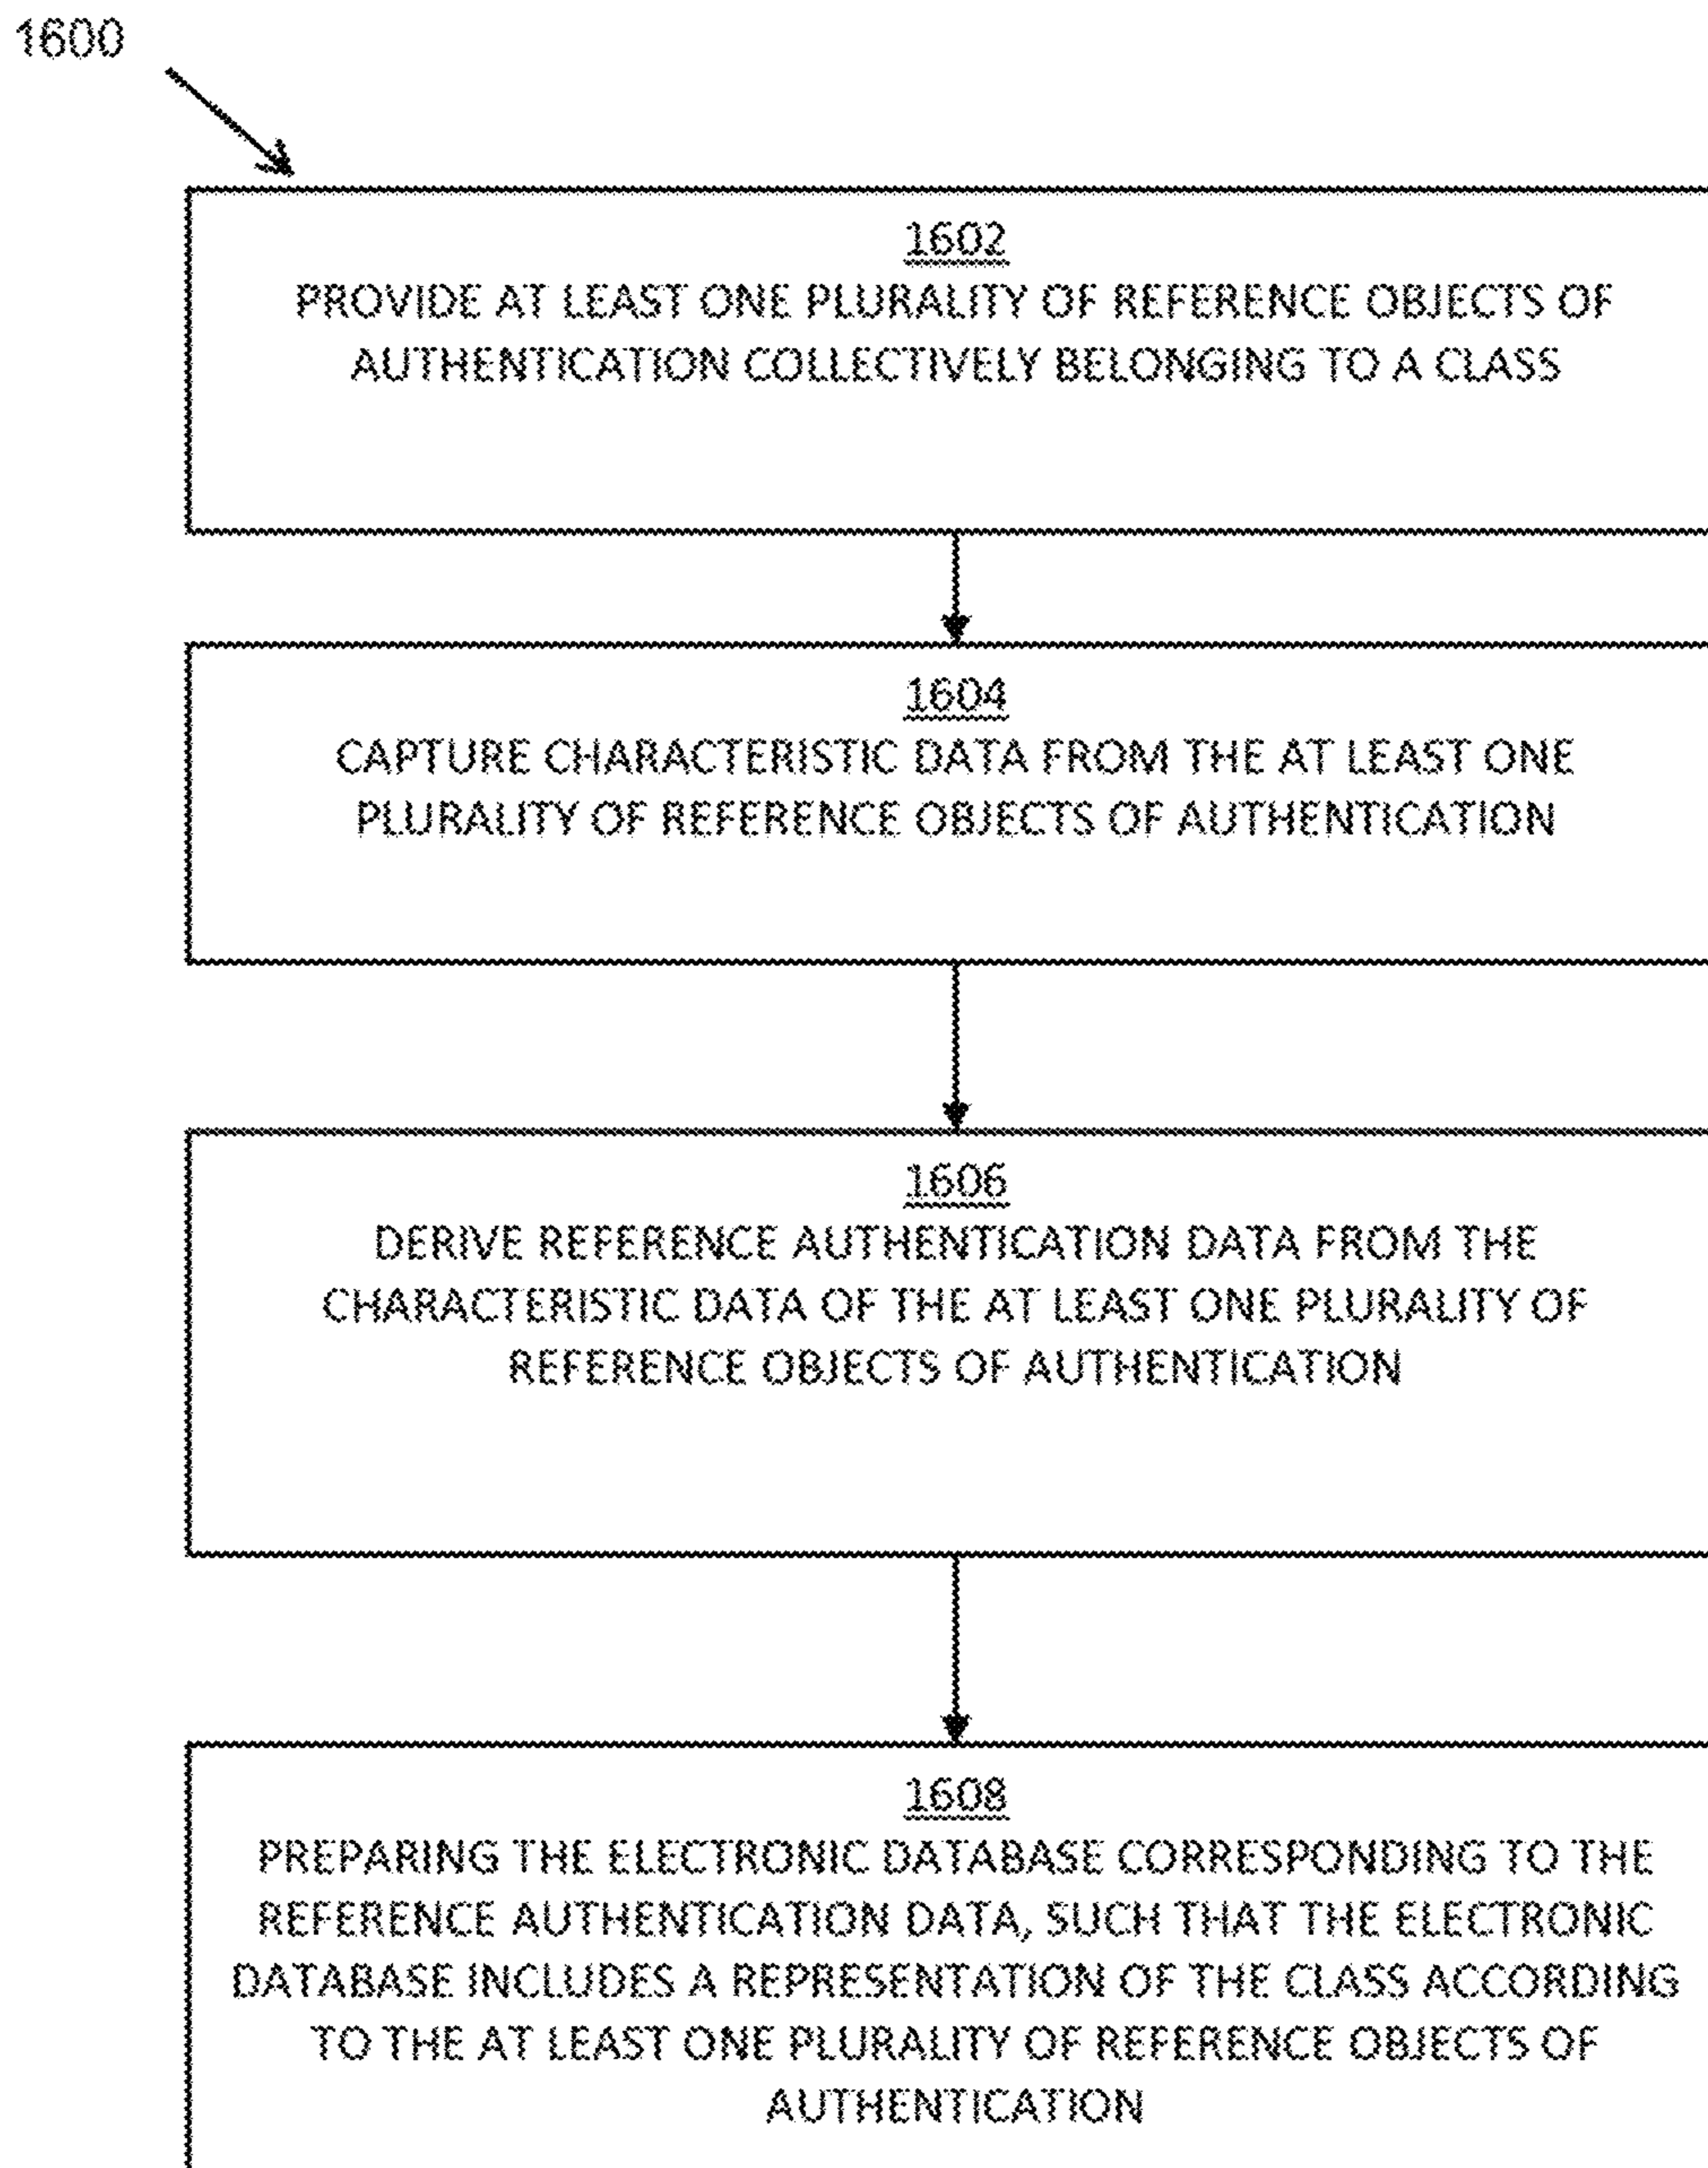 1600
1602
PROVIDE AT LEAST ONE PLURALITY OF REFERENCE OBJECTS OF
AUTHENTICATION COLLECTIVELY BELONGING TO A CLASS
1604
CAPTURE CHARACTERISTIC DATA FROM THE AT LEAST ONE
PLURALITY OF REFERENCE OBJECTS OF AUTHENTICATION
1606
DERIVE REFERENCE AUTHENTICATION DATA FROM THE
CHARACTERISTIC DATA OF THE AT LEAST ONE PLURALITY OF
REFERENCE OBJECTS OF AUTHENTICATION
1608
PREPARING THE ELECTRONIC DATABASE CORRESPONDING TO THE
REFERENCE AUTHENTICATION DATA, SUCH THAT THE ELECTRONIC
DATABASE INCLUDES A REPRESENTATION OF THE CLASS ACCORDING
TO THE AT LEAST ONE PLURALITY OF REFERENCE OBJECTS OF
AUTHENTICATION